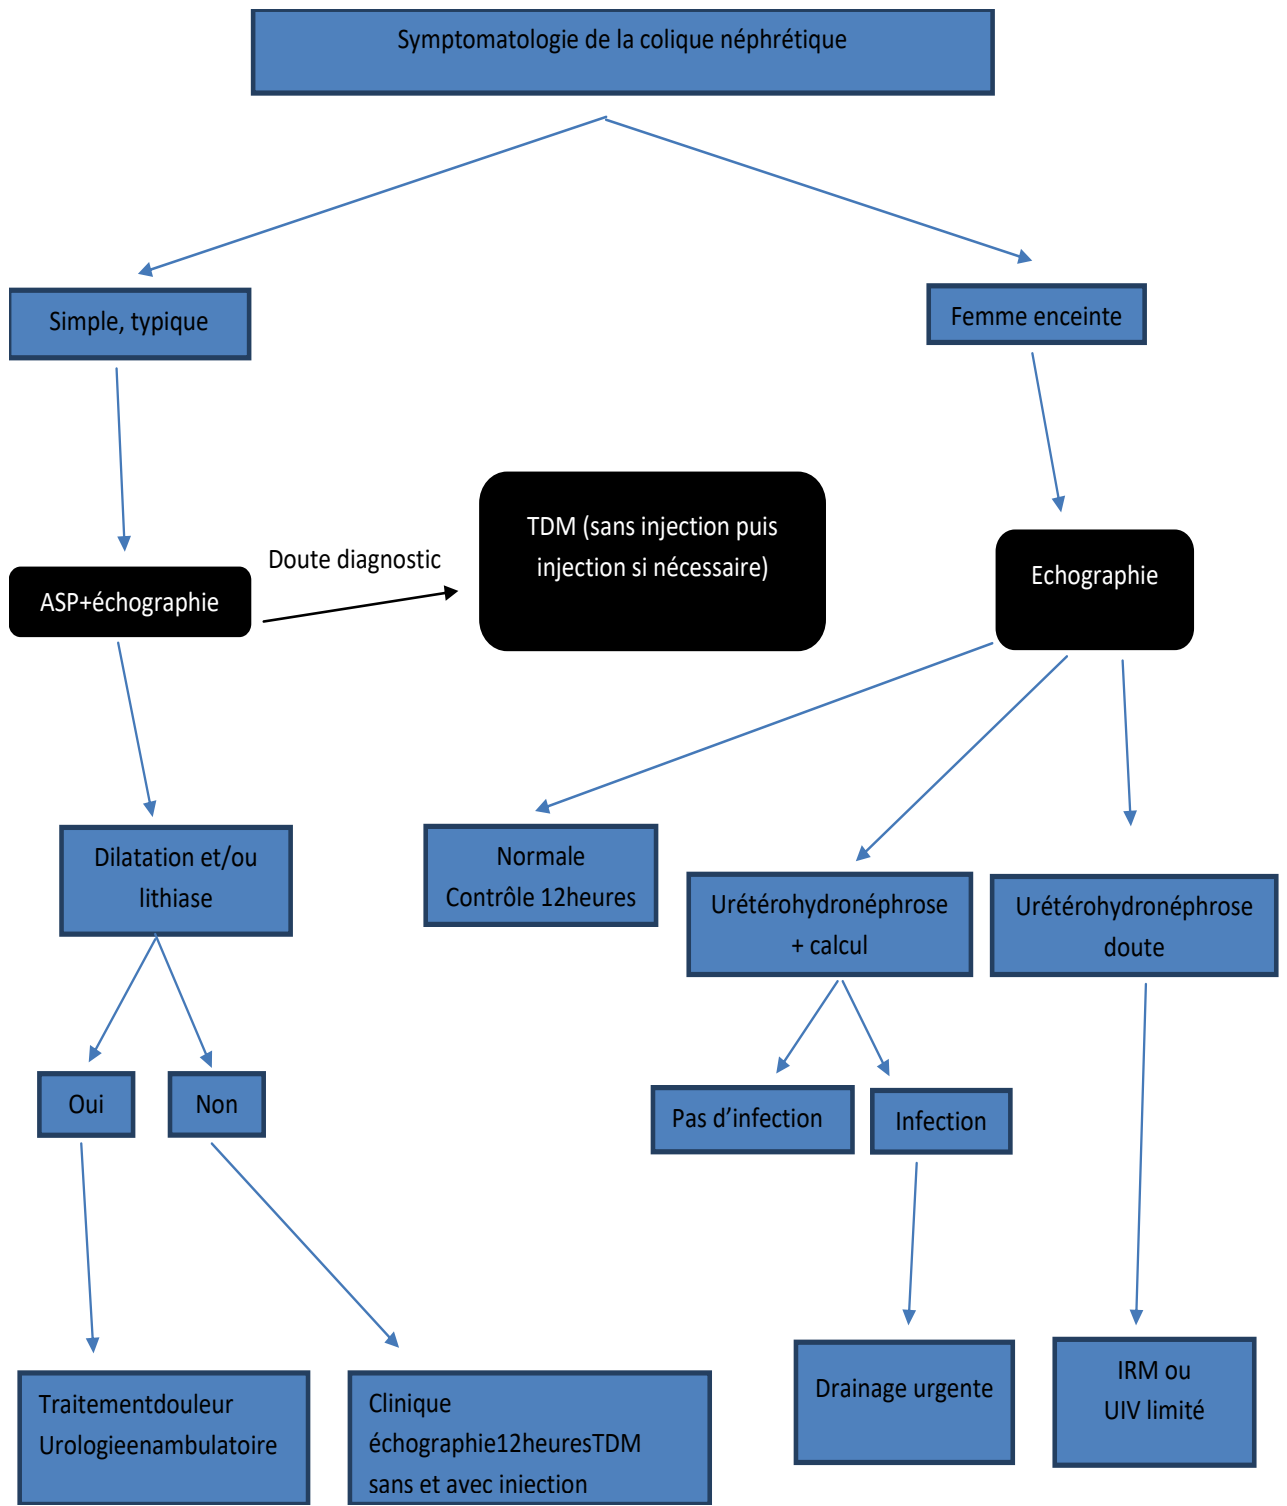 Symptomatologie de la colique néphrétique
Simple, typique
Femme enceinte
TDM (sans injection puis
injection si nécessaire)
Doute diagnostic
Echographie
ASP+échographie
Dilatation et/ou
lithiase
Normale
Contrôle 12heures
Urétérohydronéphrose
+ calcul
Urétérohydronéphrose
doute
Oui
Non
Pas d’infection
Infection
Traitementdouleur
Urologieenambulatoire
Clinique
échographie12heuresTDM
sans et avec iniection
Drainage urgente
IRM ou
UIV limité